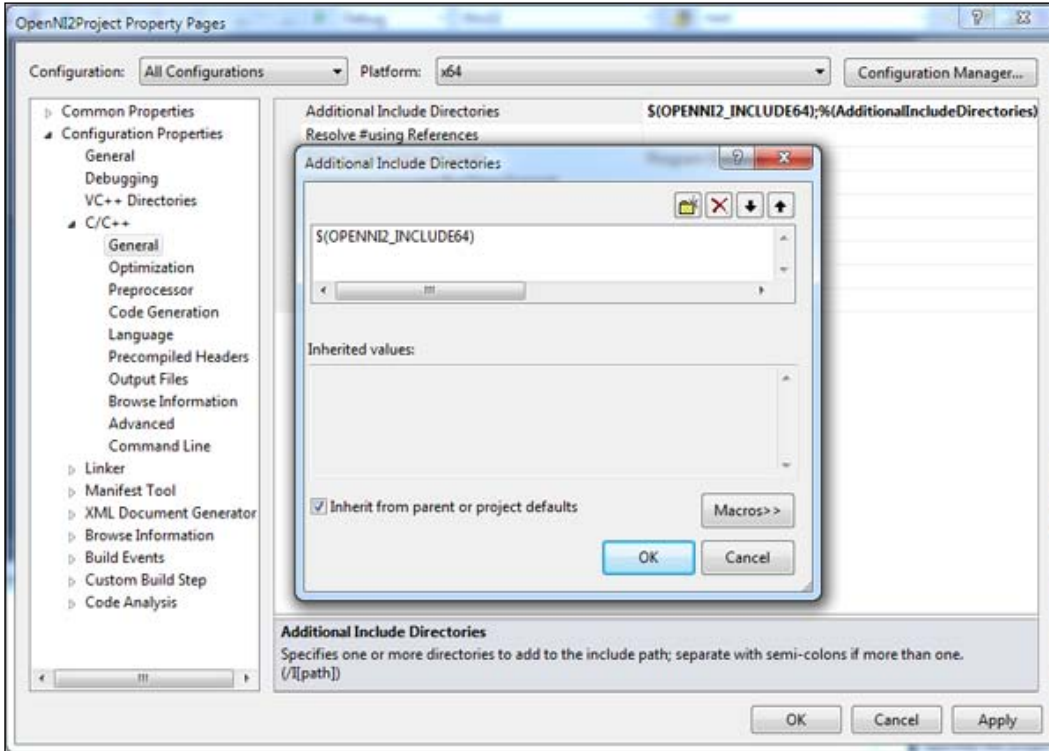 OpenNI2Project Property Pages
Configuration: All Configurations Platform: x64 Configuration Manager...
Common Properties
Configuration Properties
General
Debugging
VC++ Directories
C/C++
General
Optimization
Preprocessor
Code Generation
Language
Precompiled Headers
Output Files
Browse Information
Advanced
Command Line
Linker
Manifest Tool
XML Document Generator
Browse Information
Build Events
Custom Build Step
Code Analysis
Additional Include Directories $(OPENNI2_INCLUDE64);%(AdditionalIncludeDirectories)
Resolve #using References
Additional Include Directories
$(OPENNI2_INCLUDE64)
Inherited values:
Inherit from parent or project defaults
Macros>>
OK Cancel
Additional Include Directories
Specifies one or more directories to add to the include path; separate with semi-colons if more than one.
(/I[path])
OK Cancel Apply